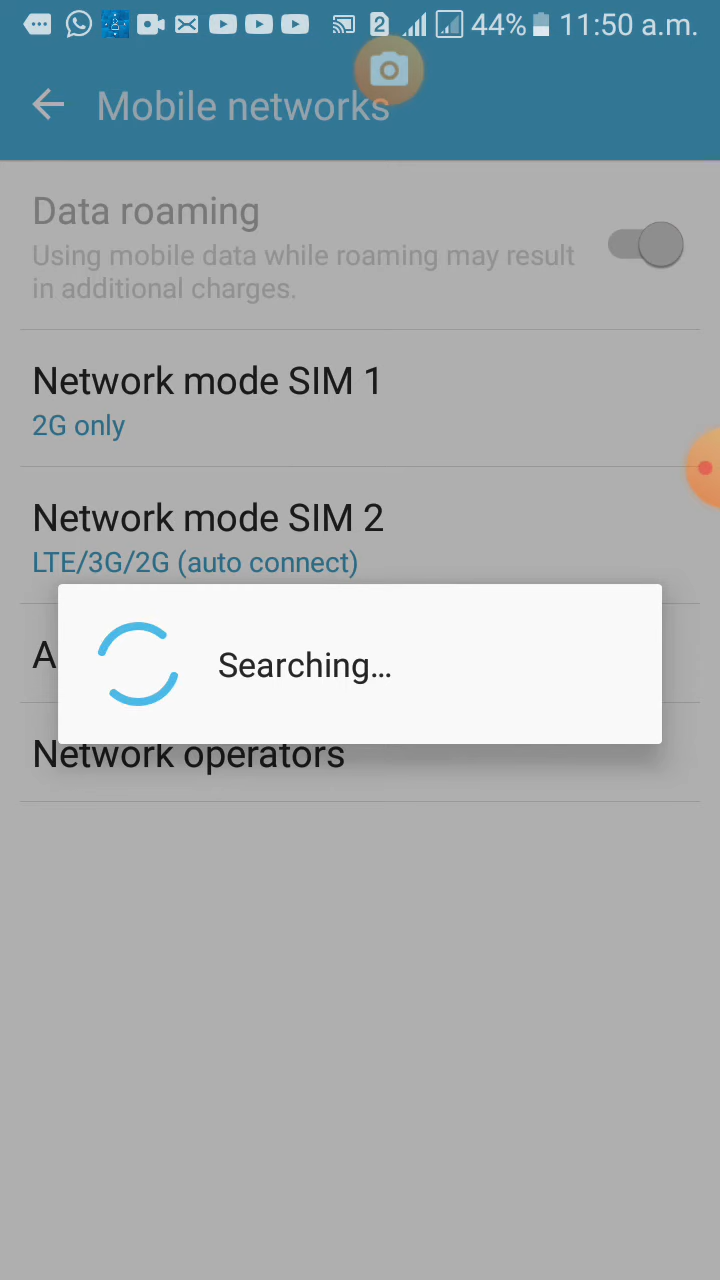 2 44% 11:50 a.m.
Mobile networks
Data roaming
Using mobile data while roaming may result
in additional charges.
Network mode SIM 1
2G only
Network mode SIM 2
LTE/3G/2G (auto connect)
A
Searching...
Network operators